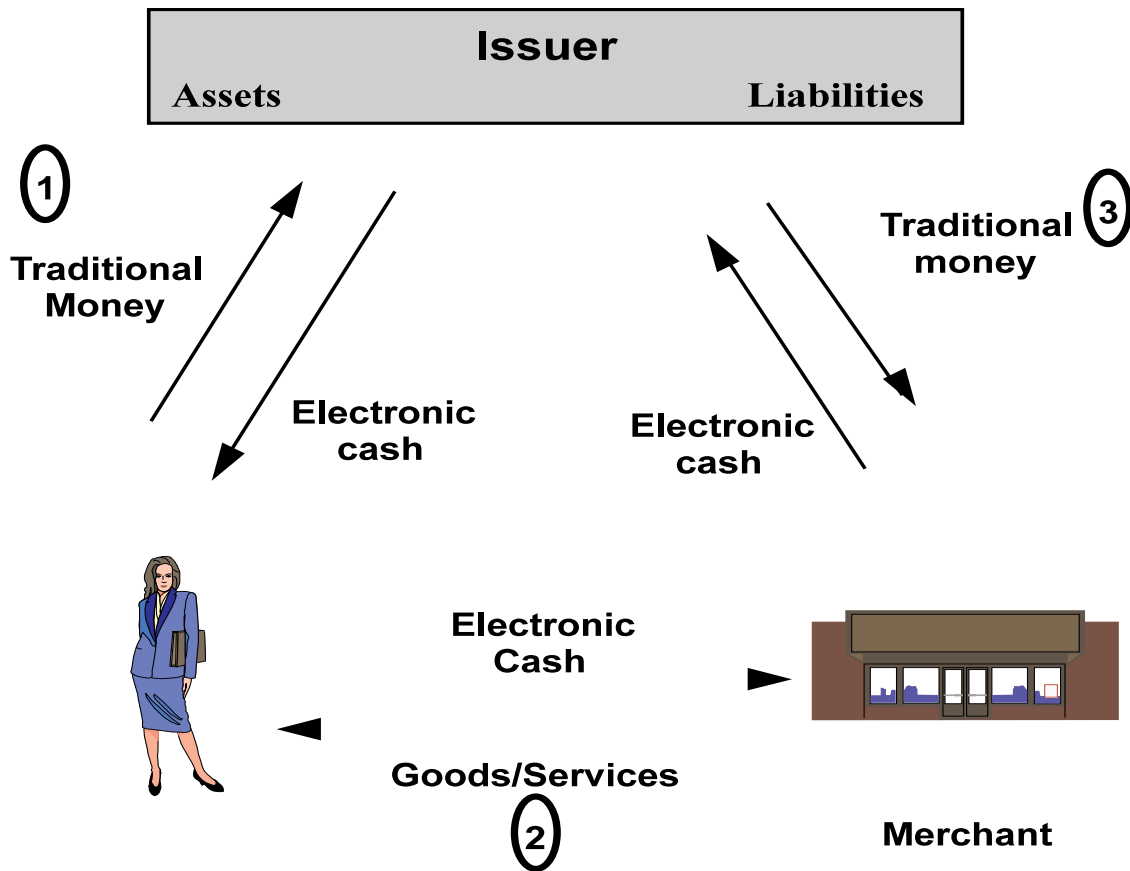 Issuer
Assets
Liabilities
1
Traditional
Money
3
Traditional
money
Electronic
cash
Electronic
cash
Electronic
Cash
Goods/Services
2
Merchant